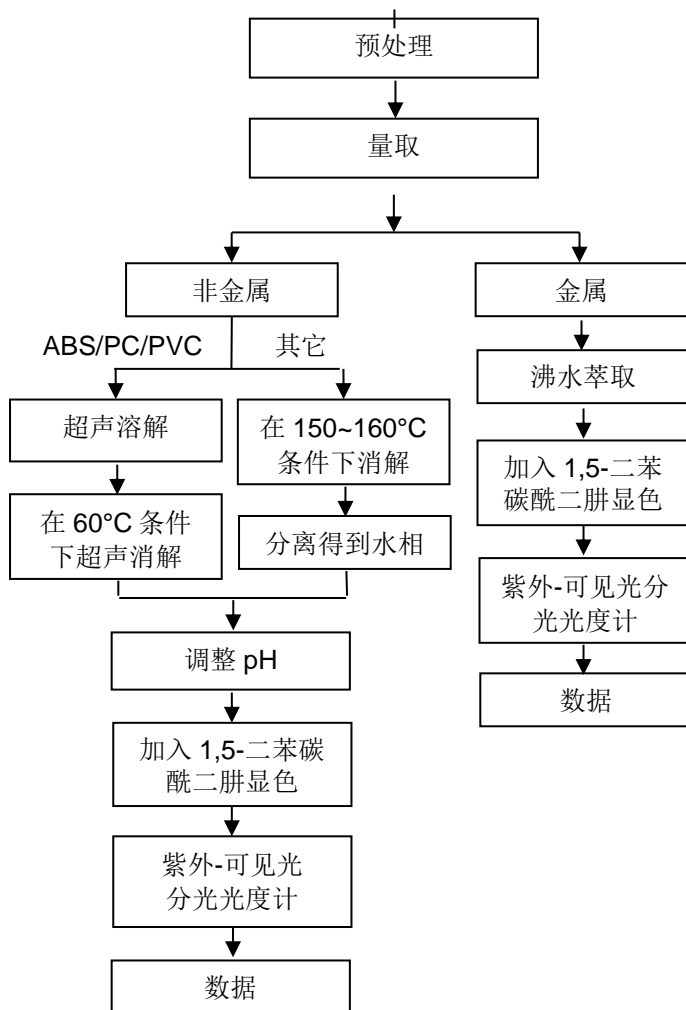 预处理
量取
非金属
金属
ABS/PC/PVC
其它
沸水萃取
超声溶解
在 150~160°C
条件下消解
加入 1,5-二苯
碳酰二肼显色
在 60°C 条件
下超声消解
分离得到水相
紫外-可见光分
光光度计
调整 pH
数据
加入 1,5-二苯碳
酰二肼显色
紫外-可见光
分光光度计
数据